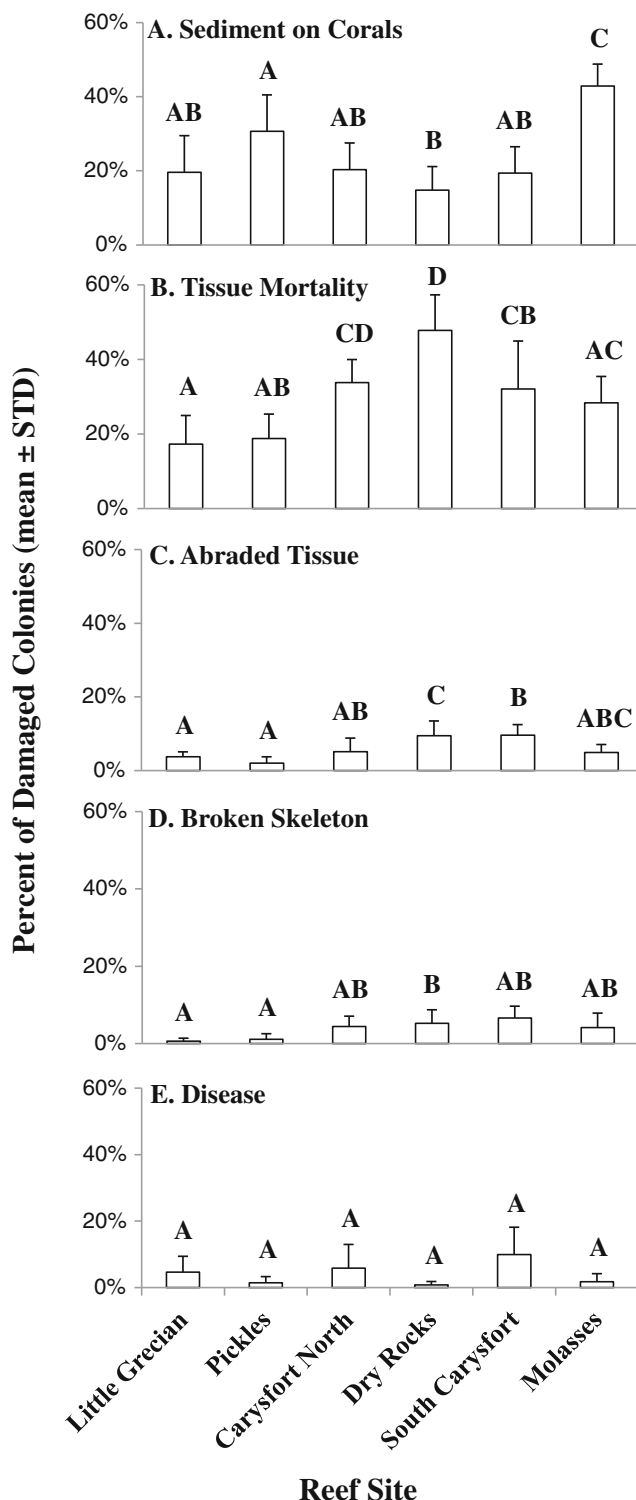 Percent of Damaged Colonies (mean ± STD)
A. Sediment on Corals
60%
40%
20%
0%
AB
A
AB
B
AB
C
B. Tissue Mortality
60%
40%
20%
0%
A
AB
CD
D
CB
AC
C. Abraded Tissue
60%
40%
20%
0%
A
A
AB
C
B
ABC
D. Broken Skeleton
60%
40%
20%
0%
A
A
AB
B
AB
AB
E. Disease
60%
40%
20%
0%
A
A
A
A
A
A
Little Grecian
Pickles
Carysfort North
Dry Rocks
South Carysfort
Molasses
Reef Site